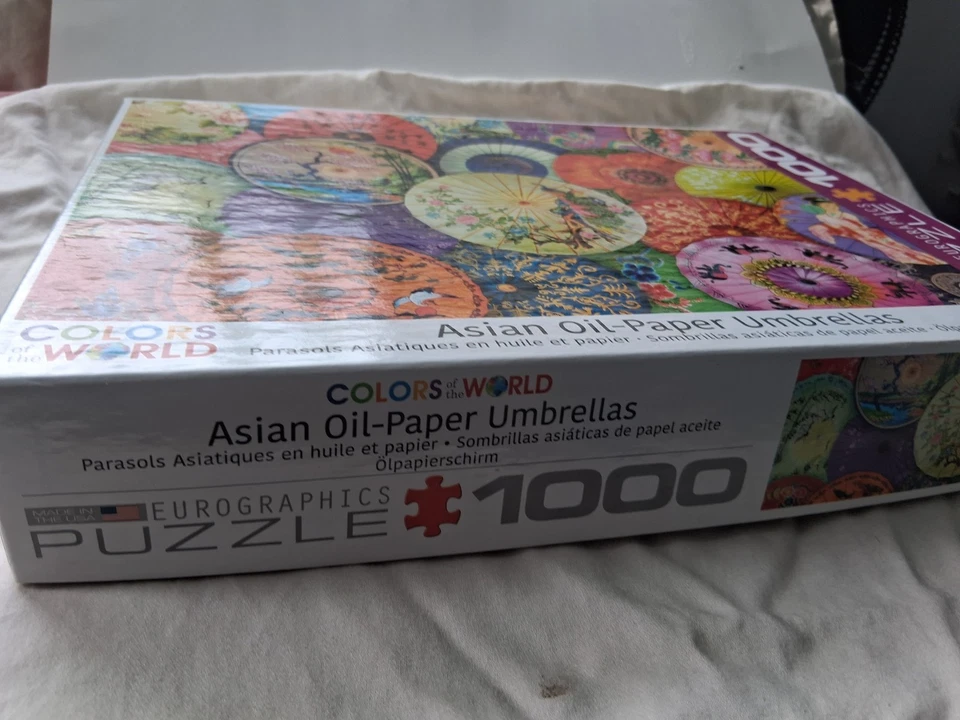 1000
EUROGRAPHICS
COLORS
of the WORLD
Asian Oil-Paper Umbrellas
Parasols Asiatiques en huile et papier · Sombrillas asiáticas de papel aceite ·
COLORS of the WORLD
Asian Oil-Paper Umbrellas
Parasols Asiatiques en huile et papier • Sombrillas asiáticas de papel aceite
Ölpapierschirm
MADE IN THE USA
EUROGRAPHICS
PUZZLE
1000